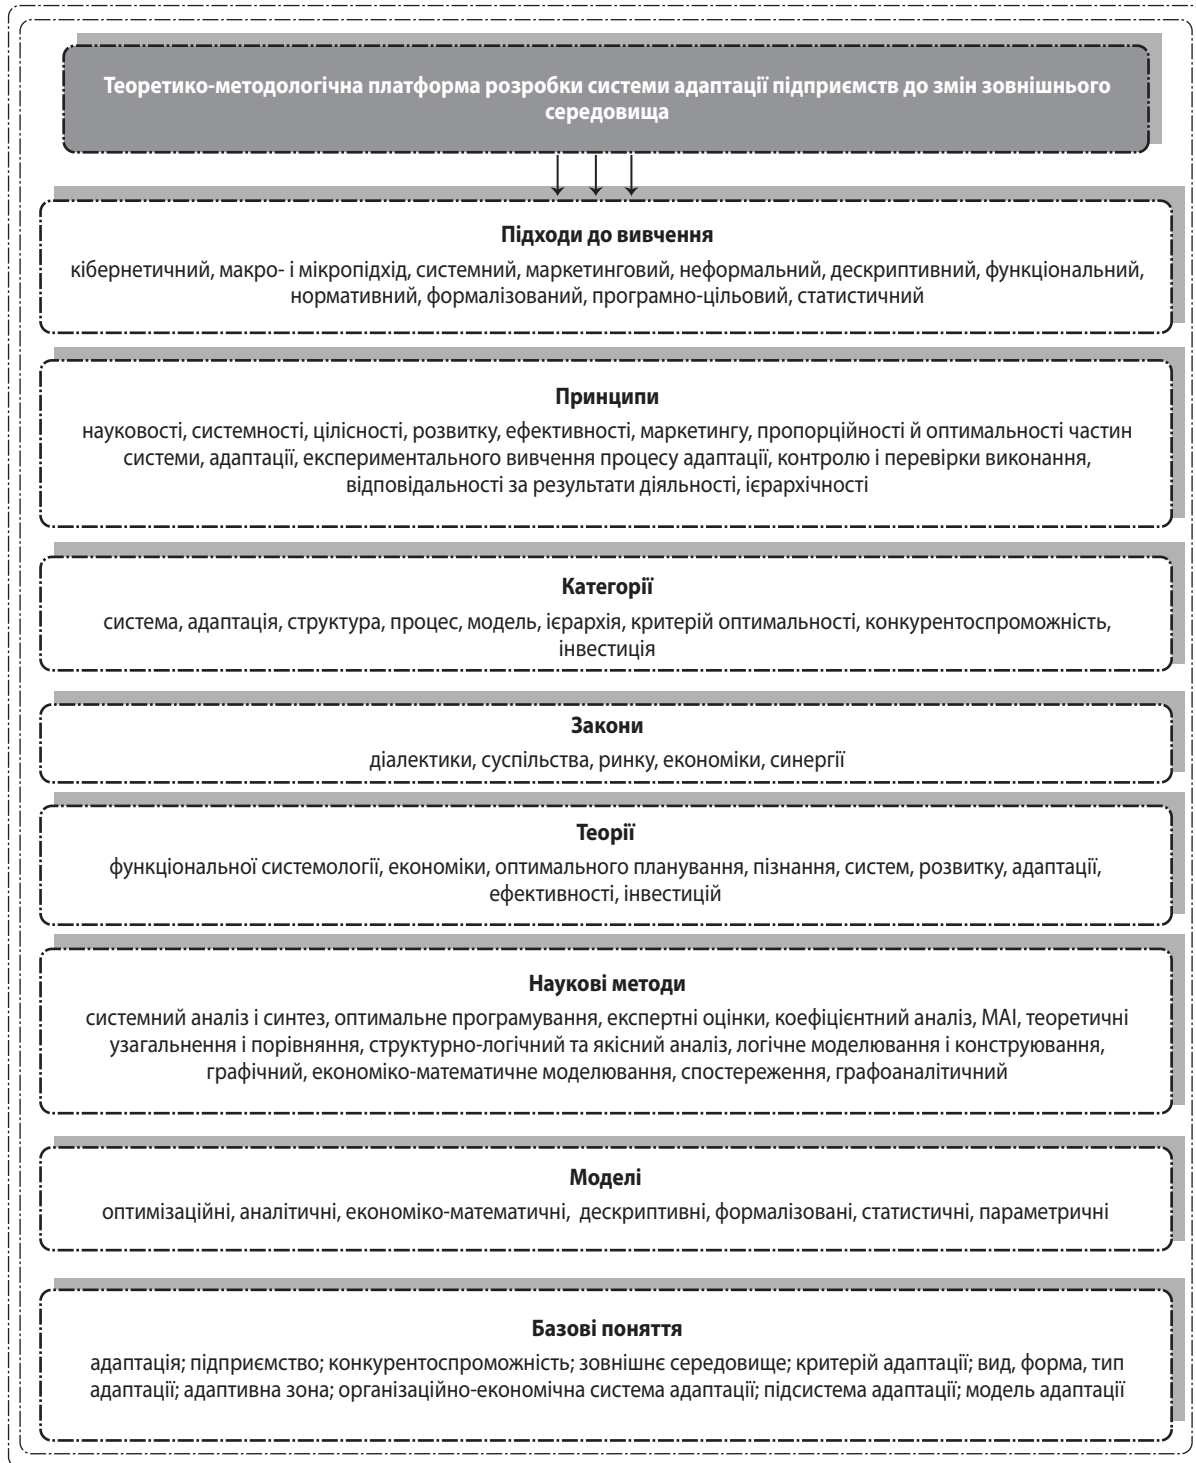 Теоретико-методологічна платформа розробки системи адаптації підприємств до змін зовнішнього
середовища
Підходи до вивчення
кібернетичний, макро- і мікропідхід, системний, маркетинговий, неформальний, дескриптивний, функціональний,
нормативний, формалізований, програмно-цільовий, статистичний
Принципи
науковості, системності, цілісності, розвитку, ефективності, маркетингу, пропорційності й оптимальності частин
системи, адаптації, експериментального вивчення процесу адаптації, контролю і перевірки виконання,
відповідальності за результати діяльності, ієрархічності
Категорії
система, адаптація, структура, процес, модель, ієрархія, критерій оптимальності, конкурентоспроможність,
інвестиція
Закони
діалектики, суспільства, ринку, економіки, синергії
Теорії
функціональної системології, економіки, оптимального планування, пізнання, систем, розвитку, адаптації,
ефективності, інвестицій
Наукові методи
системний аналіз і синтез, оптимальне програмування, експертні оцінки, коефіцієнтний аналіз, МАІ, теоретичні
узагальнення і порівняння, структурно-логічний та якісний аналіз, логічне моделювання і конструювання,
графічний, економіко-математичне моделювання, спостереження, графоаналітичний
Моделі
оптимізаційні, аналітичні, економіко-математичні, дескриптивні, формалізовані, статистичні, параметричні
Базові поняття
адаптація; підприємство; конкурентоспроможність; зовнішнє середовище; критерій адаптації; вид, форма, тип
адаптації; адаптивна зона; організаційно-економічна система адаптації; підсистема адаптації; модель адаптації